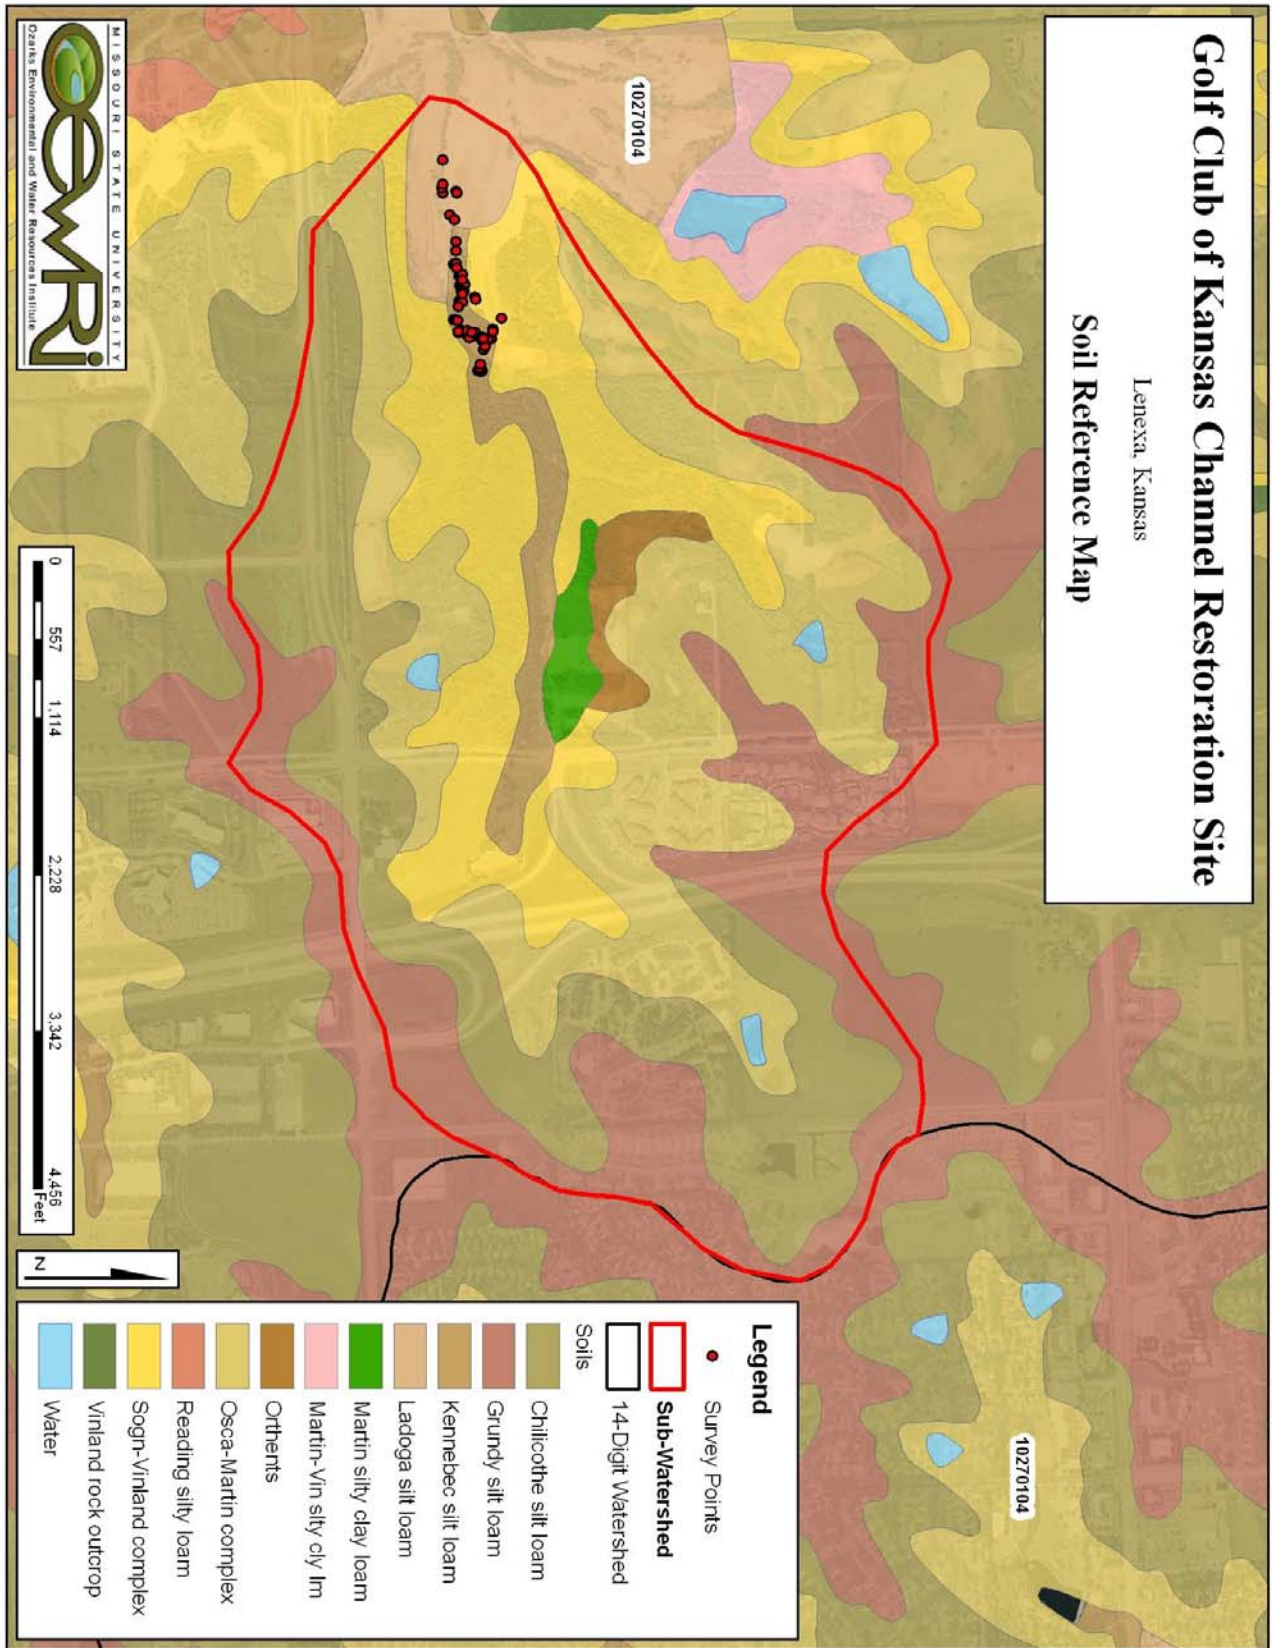 Golf Club of Kansas Channel Restoration Site
Lenexa, Kansas
Soil Reference Map
10270104
10270104
Legend
Survey Points
Sub-Watershed
14-Digit Watershed
Soils
Chilicothe silt loam
Grundy silt loam
Kennebec silt loam
Ladoga silt loam
Martin silty clay loam
Martin-Vin slty cly lm
Orthents
Osca-Martin complex
Reading silty loam
Sogn-Vinland complex
Vinland rock outcrop
Water
MISSOURI STATE UNIVERSITY
OEWRi
Ozarks Environmental and Water Resources Institute
0 557 1,114 2,228 3,342 4,456
Feet
N